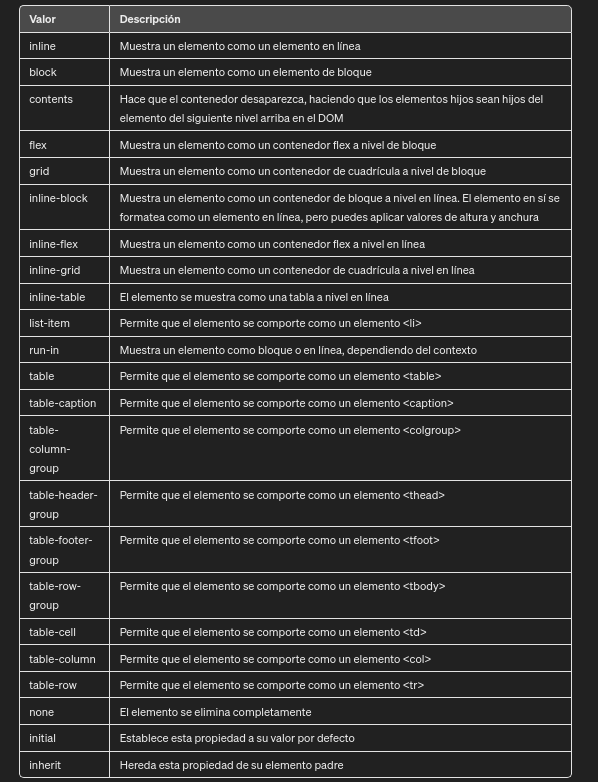 Valor Descripción
inline Muestra un elemento como un elemento en línea
block Muestra un elemento como un elemento de bloque
contents Hace que el contenedor desaparezca, haciendo que los elementos hijos sean hijos del
elemento del siguiente nivel arriba en el DOM
flex Muestra un elemento como un contenedor flex a nivel de bloque
grid Muestra un elemento como un contenedor de cuadrícula a nivel de bloque
inline-block Muestra un elemento como un contenedor de bloque a nivel en línea. El elemento en sí se
formatea como un elemento en línea, pero puedes aplicar valores de altura y anchura
inline-flex Muestra un elemento como un contenedor flex a nivel en línea
inline-grid Muestra un elemento como un contenedor de cuadrícula a nivel en línea
inline-table El elemento se muestra como una tabla a nivel en línea
list-item Permite que el elemento se comporte como un elemento <li>
run-in Muestra un elemento como bloque o en línea, dependiendo del contexto
table Permite que el elemento se comporte como un elemento <table>
table-caption Permite que el elemento se comporte como un elemento <caption>
table- Permite que el elemento se comporte como un elemento <colgroup>
column-
group
table-header- Permite que el elemento se comporte como un elemento <thead>
group
table-footer- Permite que el elemento se comporte como un elemento <tfoot>
group
table-row- Permite que el elemento se comporte como un elemento <tbody>
group
table-cell Permite que el elemento se comporte como un elemento <td>
table-column Permite que el elemento se comporte como un elemento <col>
table-row Permite que el elemento se comporte como un elemento <tr>
none El elemento se elimina completamente
initial Establece esta propiedad a su valor por defecto
inherit Hereda esta propiedad de su elemento padre